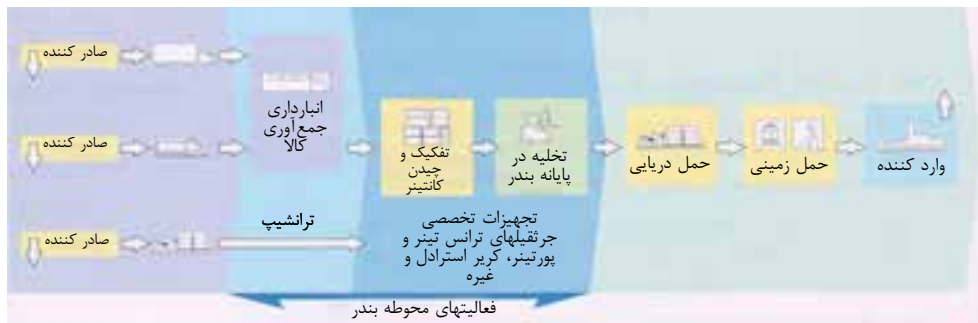 صادر کننده
انبارداری
جمع‌آوری
کالا
صادر کننده
تفکیک و
چیدن
کانتینر
تخلیه در
پایانه بندر
حمل دریایی
حمل زمینی
وارد کننده
ترانشیپ
صادر کننده
تجهیزات تخصصی
جرثقیلهای ترانس تینر و
پورتینر، کریر استرادل و
غیره
فعالیتهای محوطه بندر